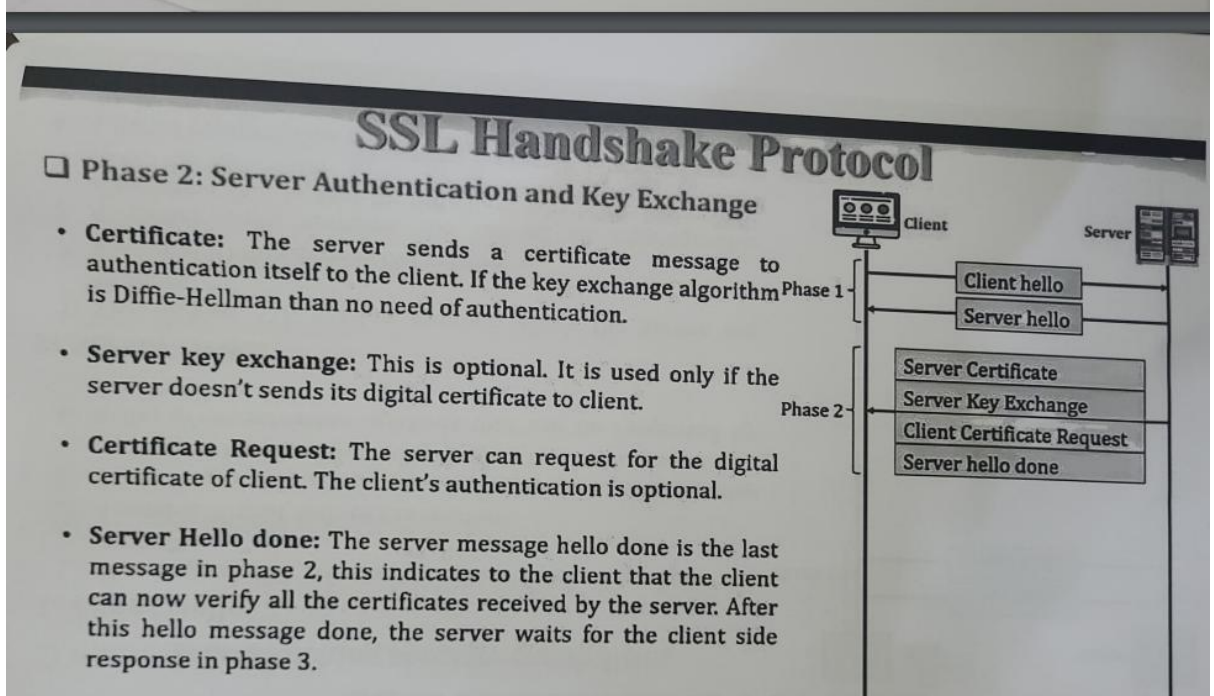 SSL Handshake Protocol
❑ Phase 2: Server Authentication and Key Exchange
• Certificate: The server sends a certificate message to
authentication itself to the client. If the key exchange algorithm
is Diffie-Hellman than no need of authentication.
• Server key exchange: This is optional. It is used only if the
server doesn't sends its digital certificate to client.
• Certificate Request: The server can request for the digital
certificate of client. The client's authentication is optional.
• Server Hello done: The server message hello done is the last
message in phase 2, this indicates to the client that the client
can now verify all the certificates received by the server. After
this hello message done, the server waits for the client side
response in phase 3.
Client
Server
Phase 1
Client hello
Server hello
Phase 2
Server Certificate
Server Key Exchange
Client Certificate Request
Server hello done